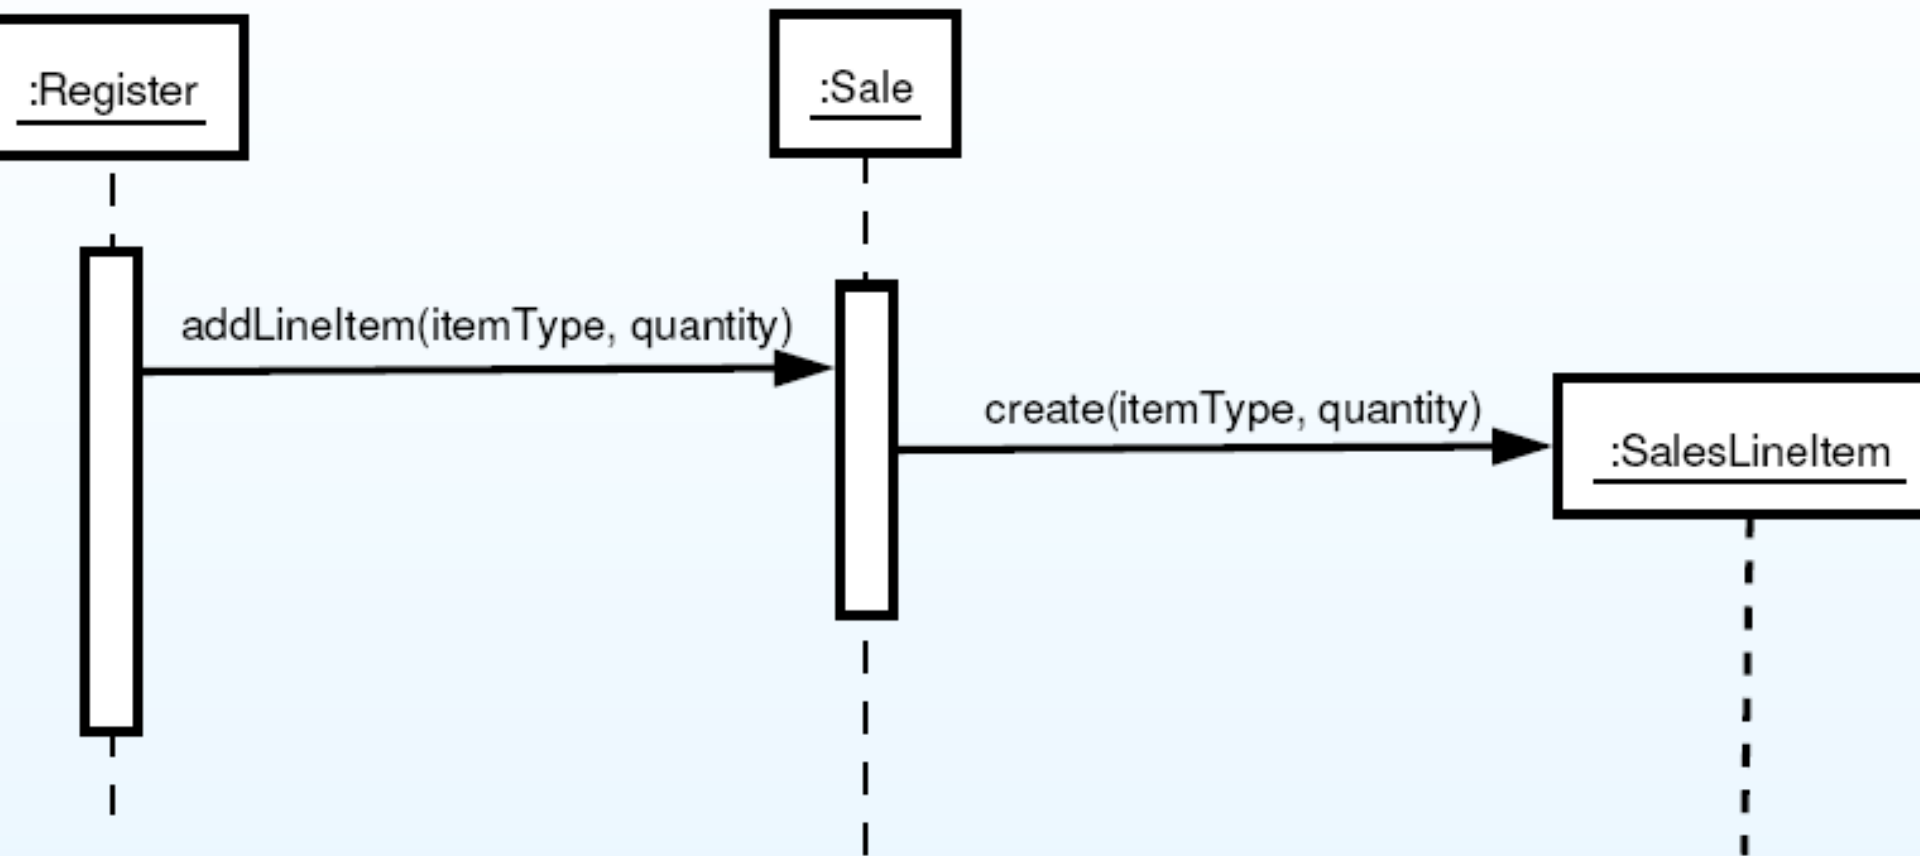 :Register
:Sale
addLineItem(itemType, quantity)
create(itemType, quantity)
:SalesLineItem